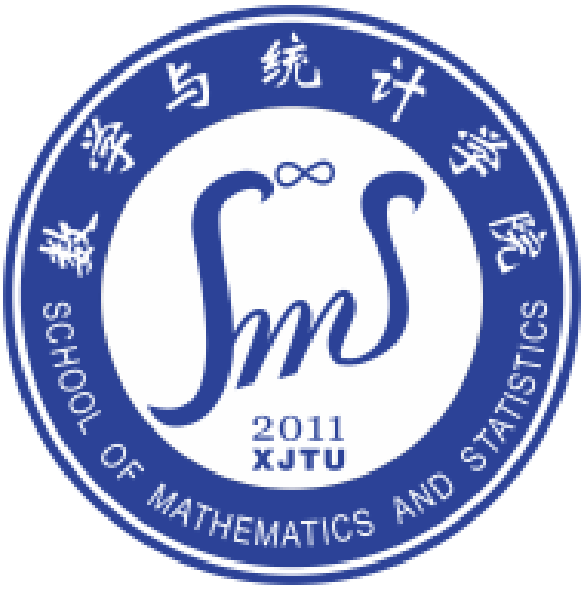 数学与统计学院
∞
SmS
2011
XJTU
SCHOOL OF MATHEMATICS AND STATISTICS